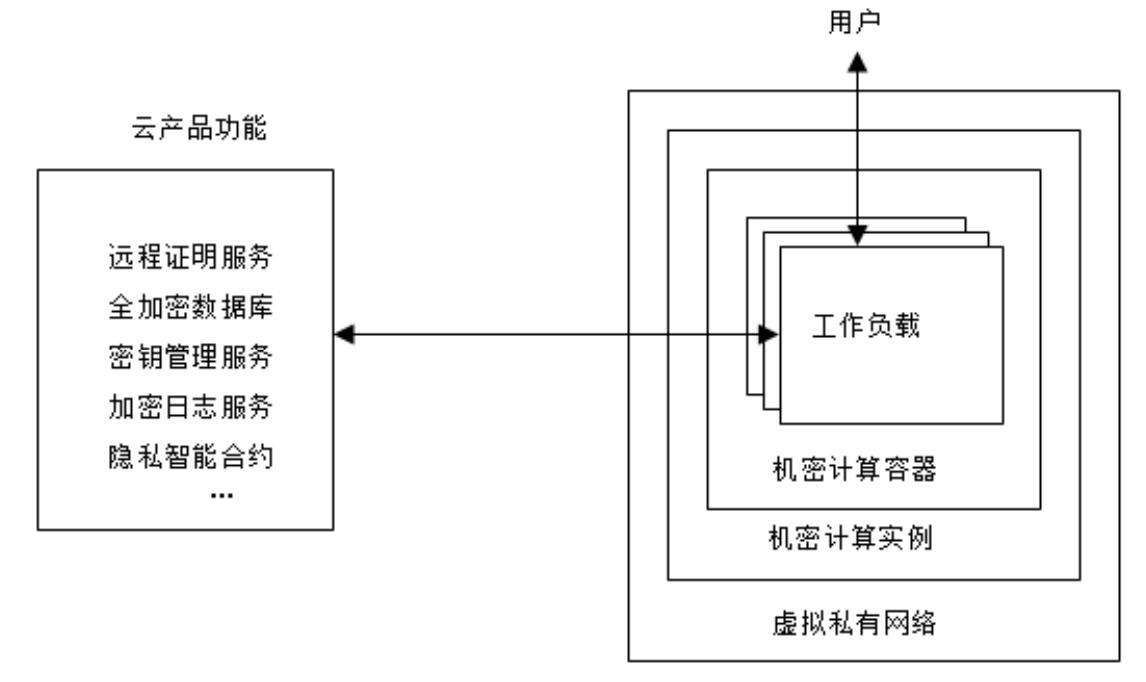 用户
云产品功能
远程证明服务
全加密数据库
密钥管理服务
加密日志服务
隐私智能合约
...
工作负载
机密计算容器
机密计算实例
虚拟私有网络